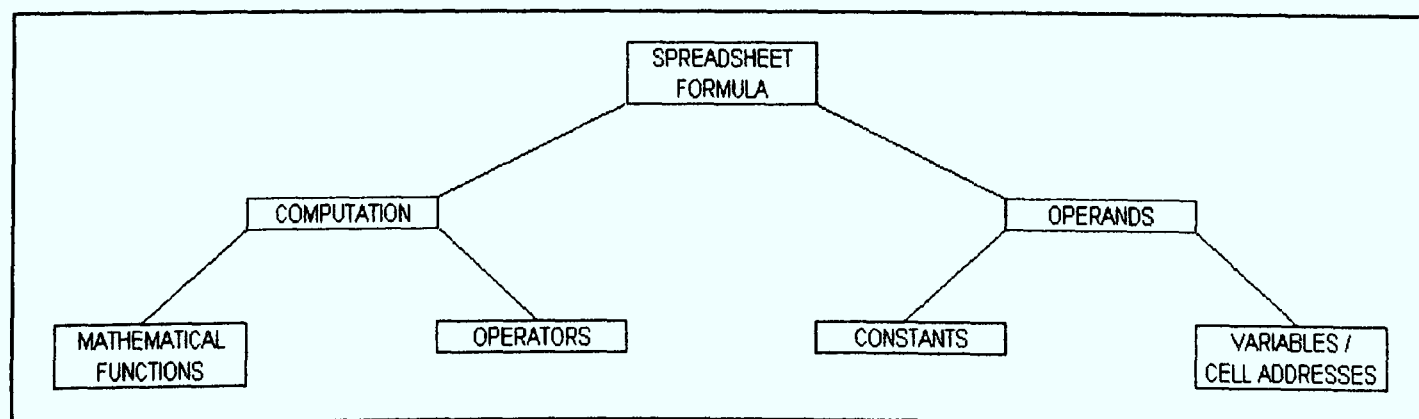 SPREADSHEET
FORMULA
COMPUTATION
OPERANDS
MATHEMATICAL
FUNCTIONS
OPERATORS
CONSTANTS
VARIABLES /
CELL ADDRESSES